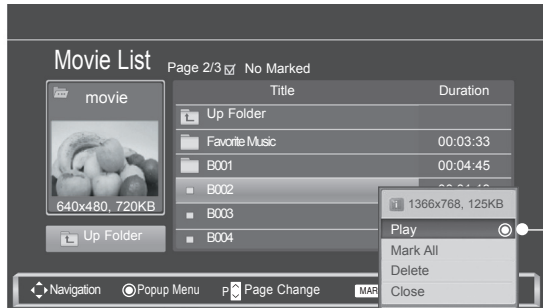 Movie List Page 2/3 No Marked
movie
640x480, 720KB
Up Folder
Title Duration
Up Folder
Favorite Music 00:03:33
B001 00:04:45
B002
B003
B004
1366x768, 125KB
Play
Mark All
Delete
Close
Navigation Popup Menu P Page Change MAR